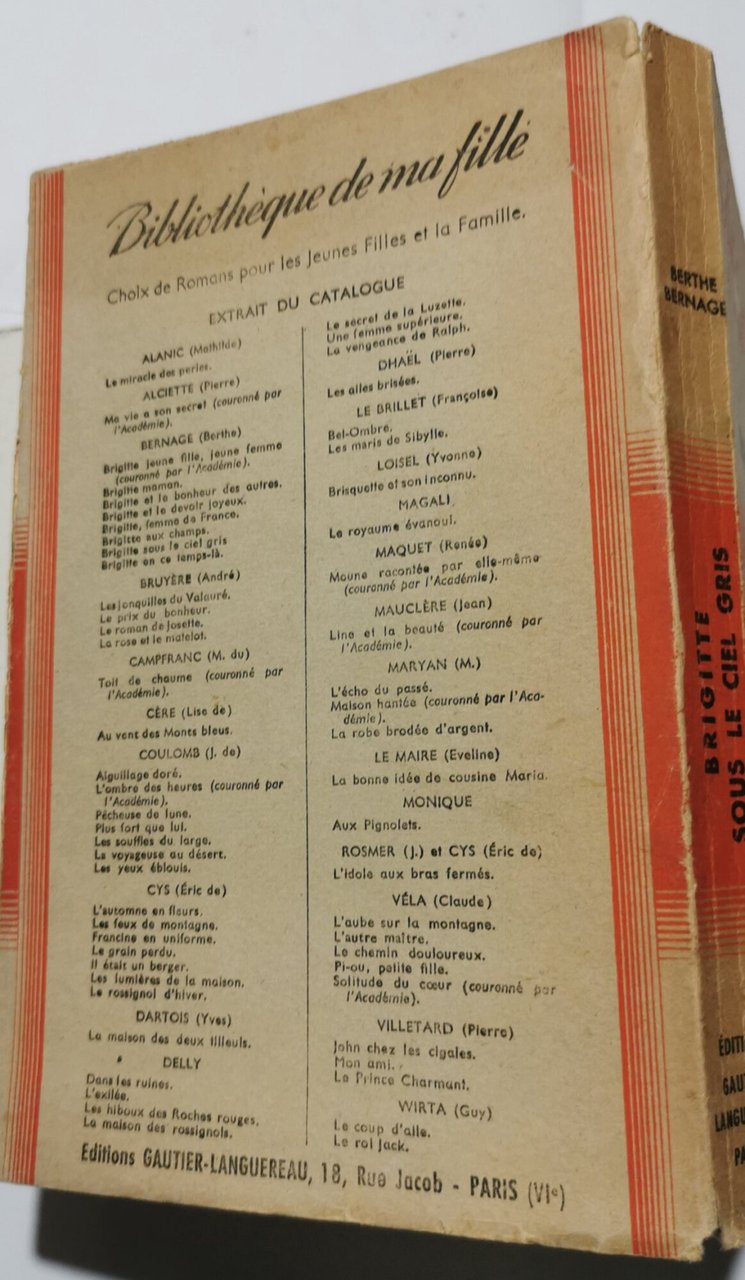 Bibliothèque de ma fille
Choix de Romans pour les Jeunes Filles et la Famille.
EXTRAIT DU CATALOGUE
ALANIC (Mathilde)
Le miracle des perles.
ALCIETTE (Pierre)
Ma vie a son secret (couronné par
l'Académie).
BERNAGE (Berthe)
Brigitte jeune fille, jeune femme
(couronné par l'Académie).
Brigitte maman.
Brigitte et le bonheur des autres.
Brigitte et le devoir joyeux.
Brigitte, femme de France.
Brigitte aux champs.
Brigitte sous le ciel gris
Brigitte en ce temps-là.
BRUYÈRE (André)
Les jonquilles du Valauré.
Le prix du bonheur.
Le roman de Josette.
La rose et le matelot.
CAMPFRANC (M. du)
Toit de chaume (couronné par
l'Académie).
CÈRE (Lise de)
Au vent des Monts bleus.
COULOMB (J. de)
Aiguillage doré.
L'ombre des heures (couronné par
l'Académie).
Pêcheuse de lune.
Plus fort que lui.
Les souffles du large.
La voyageuse au désert.
Les yeux éblouis.
CYS (Éric de)
L'automne en fleurs.
Les feux de montagne.
Francine en uniforme.
Le grain perdu.
Il était un berger.
Les lumières de la maison.
Le rossignol d'hiver.
DARTOIS (Yves)
La maison des deux tilleuls.
DELLY
Dans les ruines.
L'exilée.
Les hiboux des Roches rouges.
La maison des rossignols.
Le secret de la Luzette.
Une femme supérieure.
La vengeance de Ralph.
DHAËL (Pierre)
Les ailes brisées.
LE BRILLET (Françoise)
Bel-Ombre.
Les maris de Sibylle.
LOISEL (Yvonne)
Brisquette et son inconnu.
MAGALI
Le royaume évanoui.
MAQUET (Renée)
Moune racontée par elle-même
(couronné par l'Académie).
MAUCLÈRE (Jean)
Line et la beauté (couronné par
l'Académie).
MARYAN (M.)
L'écho du passé.
Maison hantée (couronné par l'Aca-
démie).
La robe brodée d'argent.
LE MAIRE (Eveline)
La bonne idée de cousine Maria.
MONIQUE
Aux Pignolets.
ROSMER (J.) et CYS (Éric de)
L'idole aux bras fermés.
VÉLA (Claude)
L'aube sur la montagne.
L'autre maître.
Le chemin douloureux.
Pi-ou, petite fille.
Solitude du cœur (couronné par
l'Académie).
VILLETARD (Pierre)
John chez les cigales.
Mon ami.
Le Prince Charmant.
WIRTA (Guy)
Le coup d'aile.
Le roi Jack.
Editions GAUTIER-LANGUEREAU, 18, Rue Jacob - PARIS (VIe)
BERTHE
BERNAGE
BRIGITTE
SOUS LE CIEL GRIS
ÉDITI
GAU
LANGU
PA